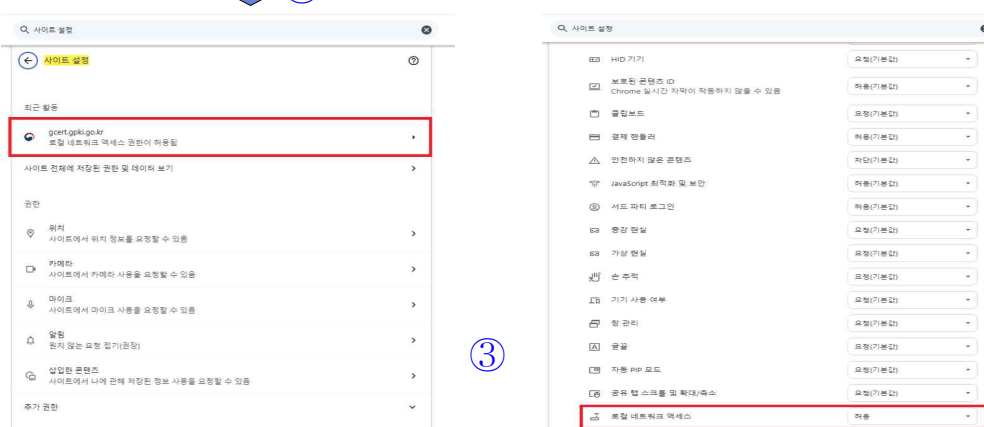 사이트 설정
사이트 설정
최근 활동
gcert.gpki.go.kr
로컬 네트워크 액세스 권한이 허용됨
사이트 전체에 저장된 권한 및 데이터 보기
권한
위치
사이트에서 위치 정보를 요청할 수 있음
카메라
사이트에서 카메라 사용을 요청할 수 있음
마이크
사이트에서 마이크 사용을 요청할 수 있음
알림
원치 않는 요청 접기(권장)
삽입한 콘텐츠
사이트에서 나에 관해 저장된 정보 사용을 요청할 수 있음
추가 권한
③
사이트 설정
HID 기기 요청(기본값)
보호된 콘텐츠 ID 허용(기본값)
Chrome 실시간 자막이 작동하지 않을 수 있음
클립보드 요청(기본값)
결제 핸들러 허용(기본값)
안전하지 않은 콘텐츠 차단(기본값)
JavaScript 최적화 및 보안 허용(기본값)
서드 파티 로그인 허용(기본값)
증강 현실 요청(기본값)
가상 현실 요청(기본값)
손 추적 요청(기본값)
기기 사용 여부 요청(기본값)
창 관리 요청(기본값)
글꼴 요청(기본값)
자동 PIP 모드 요청(기본값)
공유 탭 스크롤 및 확대/축소 요청(기본값)
로컬 네트워크 액세스 허용